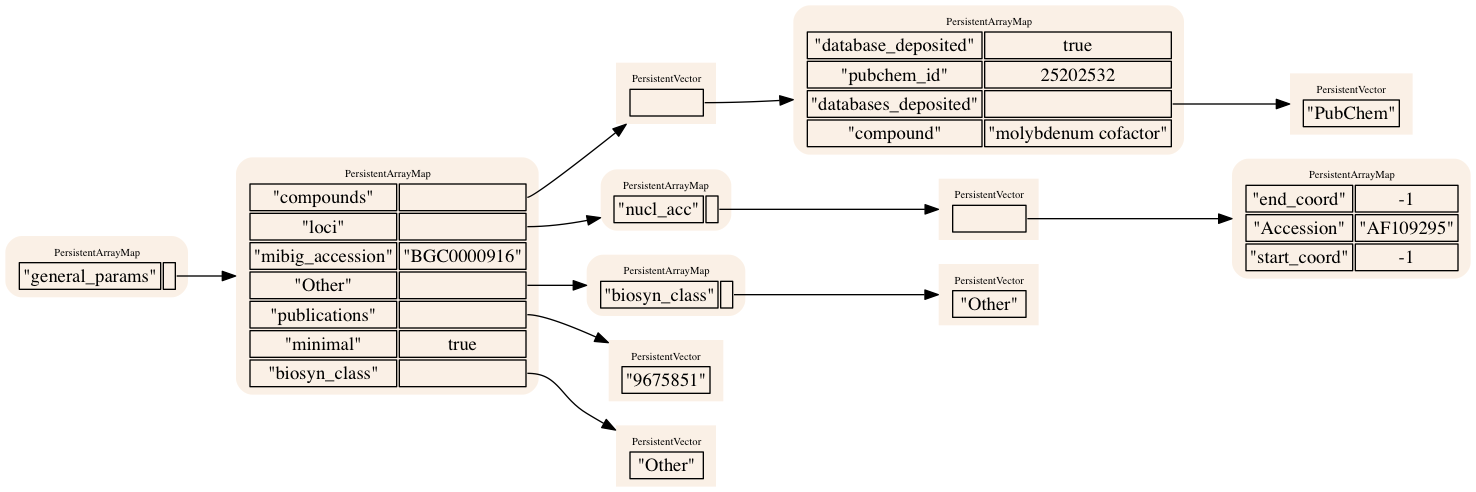 PersistentArrayMap
"general_params"
PersistentArrayMap
"compounds"
"loci"
"mibig_accession" "BGC0000916"
"Other"
"publications"
"minimal" true
"biosyn_class"
PersistentVector
PersistentArrayMap
"database_deposited" true
"pubchem_id" 25202532
"databases_deposited"
"compound" "molybdenum cofactor"
PersistentVector
"PubChem"
PersistentArrayMap
"nucl_acc"
PersistentVector
PersistentArrayMap
"end_coord" -1
"Accession" "AF109295"
"start_coord" -1
PersistentArrayMap
"biosyn_class"
PersistentVector
"Other"
PersistentVector
"9675851"
PersistentVector
"Other"